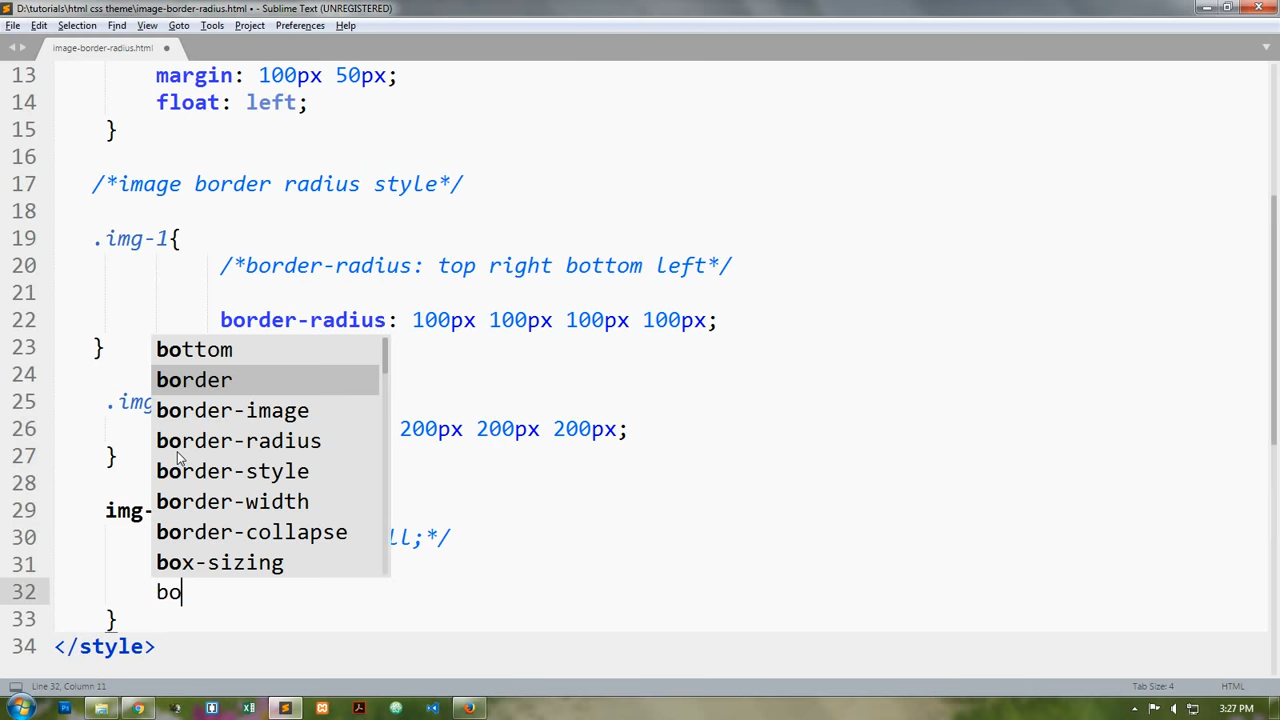 D:\tutorials\html css theme\image-border-radius.html • - Sublime Text (UNREGISTERED)
File Edit Selection Find View Goto Tools Project Preferences Help
image-border-radius.html
13 margin: 100px 50px;
14 float: left;
15 }
16
17 /*image border radius style*/
18
19 .img-1{
20 /*border-radius: top right bottom left*/
21
22 border-radius: 100px 100px 100px 100px;
23 }
bottom
24
border
25 .img
border-image
26 200px 200px 200px;
border-radius
27 }
border-style
28
border-width
29 img-
border-collapse
30 ll;*/
box-sizing
31
32 bo
33 }
34 </style>
Line 32, Column 11 Tab Size: 4 HTML
3:27 PM